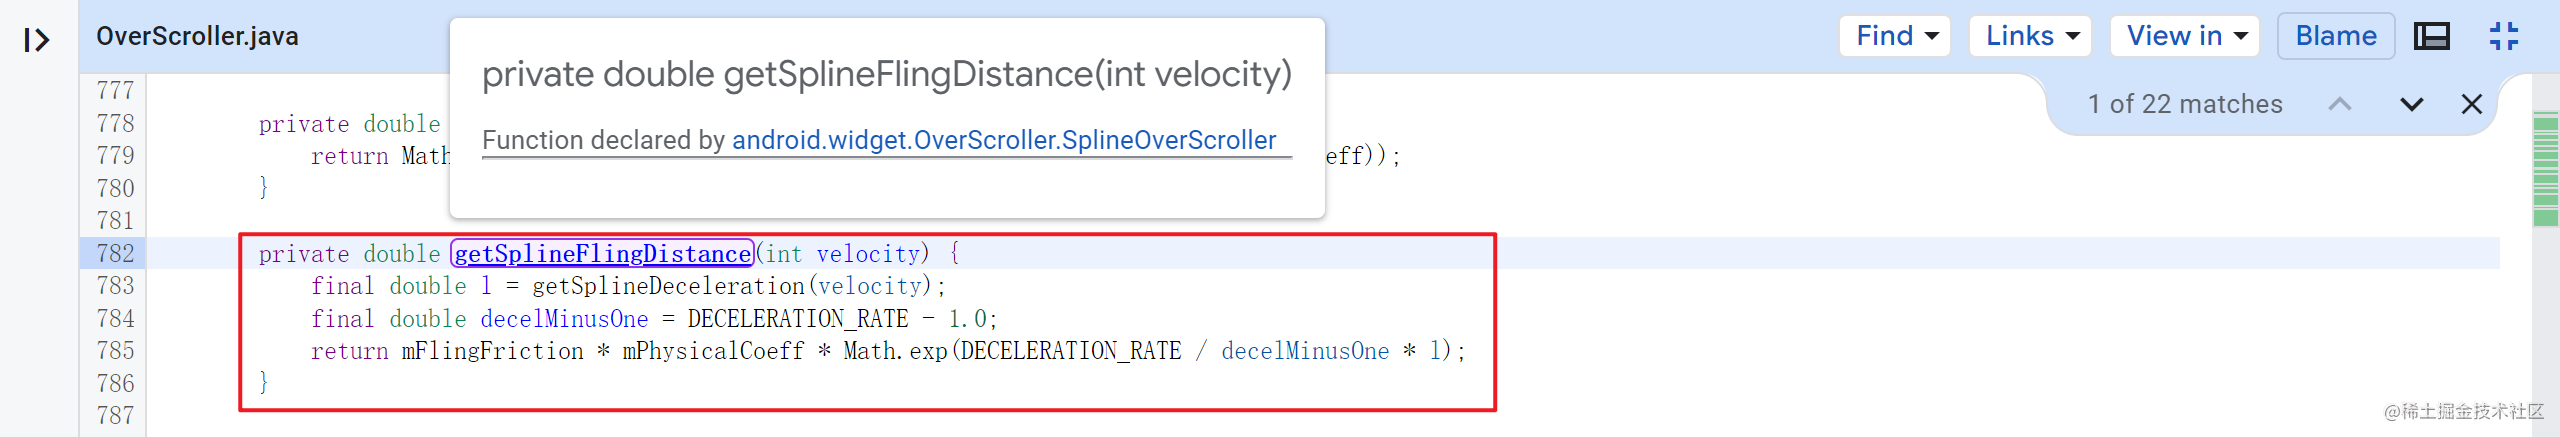 OverScroller.java
Find
Links
View in
Blame
1 of 22 matches
private double getSplineFlingDistance(int velocity)
Function declared by android.widget.OverScroller.SplineOverScroller
777
778 private double
779 return Math eff));
780 }
781
782 private double getSplineFlingDistance(int velocity) {
783 final double l = getSplineDeceleration(velocity);
784 final double decelMinusOne = DECELERATION_RATE - 1.0;
785 return mFlingFriction * mPhysicalCoeff * Math.exp(DECELERATION_RATE / decelMinusOne * l);
786 }
787
@稀土掘金技术社区